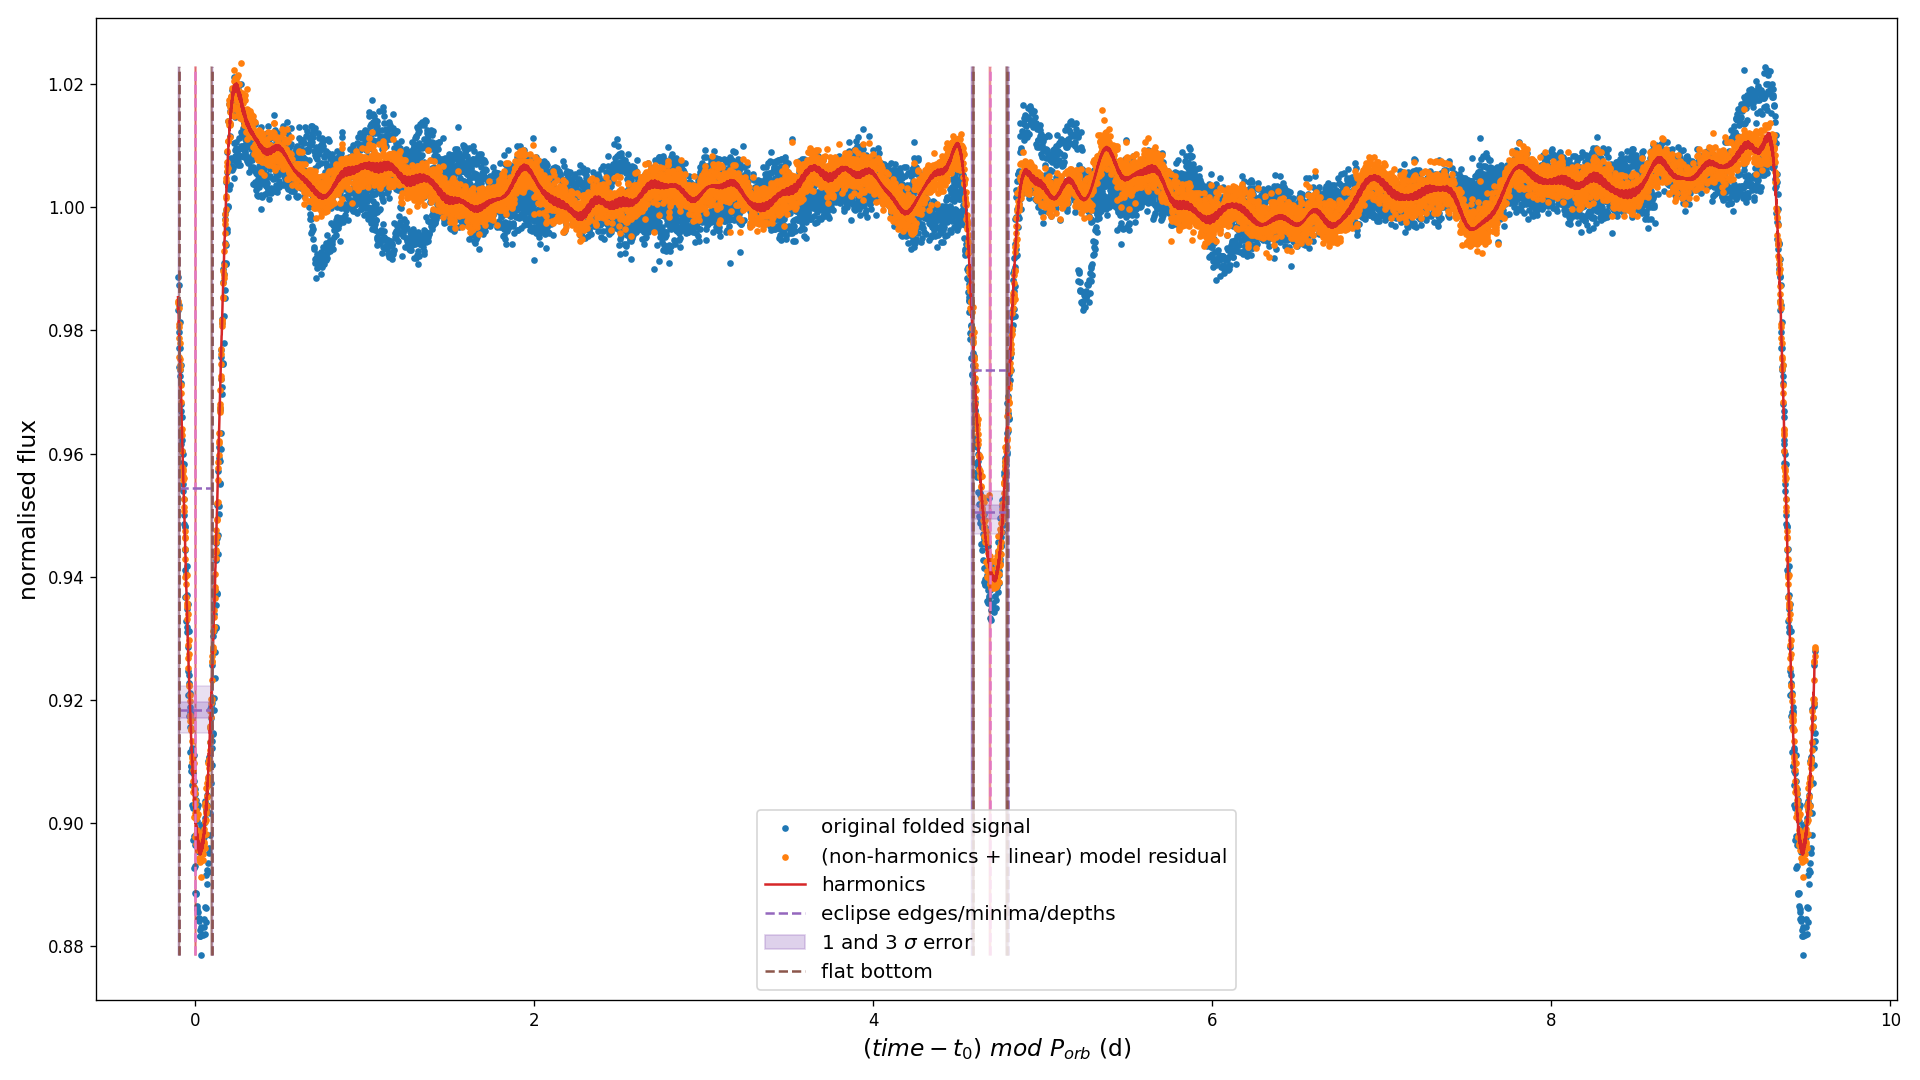 normalised flux
1.02
1.00
0.98
0.96
0.94
0.92
0.90
0.88
original folded signal
(non-harmonics + linear) model residual
harmonics
eclipse edges/minima/depths
1 and 3 σ error
flat bottom
0 2 4 6 8 10
(time − t₀) mod Pₒᵣb (d)